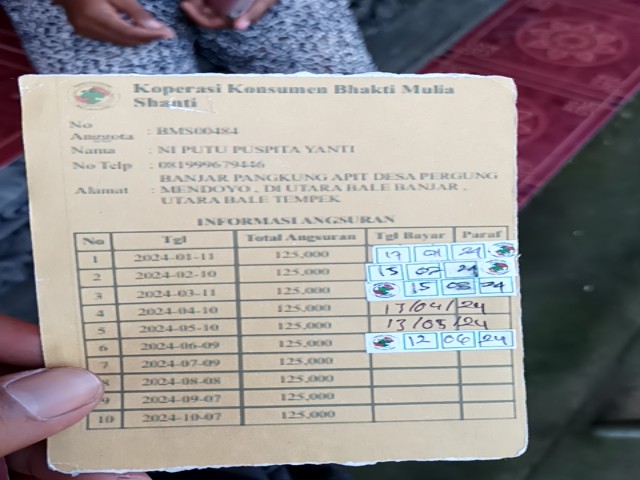 Koperasi Konsumen Bhakti Mulia
Shanti
No
Anggota : BMS00484
Nama : NI PUTU PUSPITA YANTI
No Telp : 081999679446
Alamat : BANJAR PANGKUNG APIT DESA PERGUNG
MENDOYO , DI UTARA BALE BANJAR ,
UTARA BALE TEMPEK
INFORMASI ANGSURAN
No Tgl Total Angsuran Tgl Bayar Paraf
1 2024-01-11 125,000 17 01 24
2 2024-02-10 125,000 15 02 24
3 2024-03-11 125,000 15 03 24
4 2024-04-10 125,000 13/04/24
5 2024-05-10 125,000 13/05/24
6 2024-06-09 125,000 12 06 24
7 2024-07-09 125,000
8 2024-08-08 125,000
9 2024-09-07 125,000
10 2024-10-07 125,000